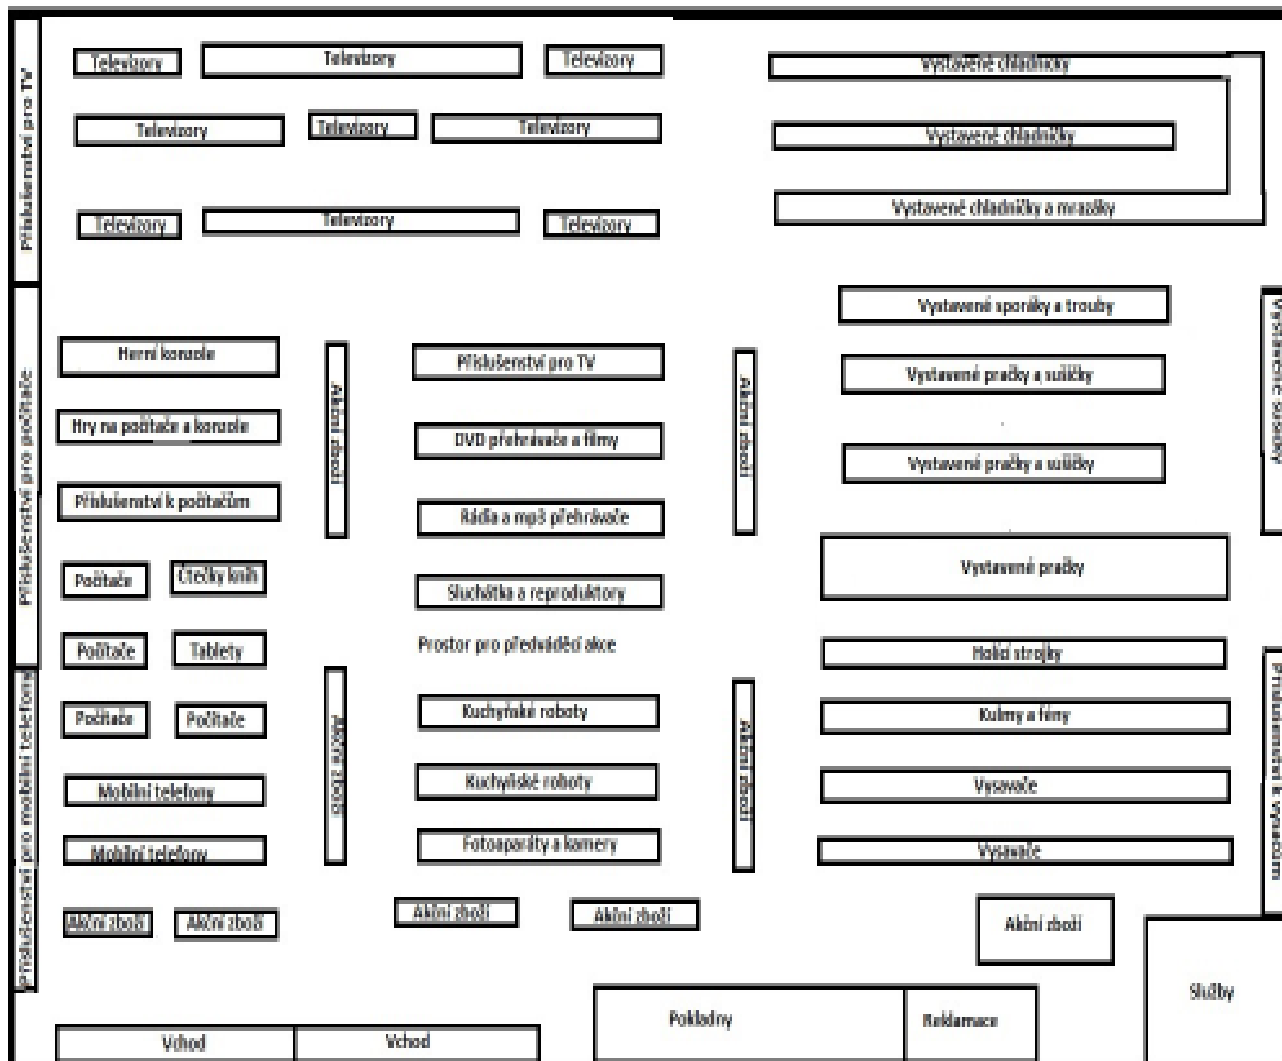 Příslušenství pro TV
Televizory
Televizory
Televizory
Vystavené chladničky
Televizory
Televizory
Televizory
Vystavené chladničky
Televizory
Televizory
Televizory
Vystavené chladničky a mrazáky
Vystavené sporáky a trouby
Příslušenství pro počítače
Herní konzole
Akční zboží
Příslušenství pro TV
Akční zboží
Vystavené pračky a sušičky
Vystavené
Hry na počítače a konzole
DVD přehrávače a filmy
Vystavené pračky a sušičky
Příslušenství k počítačům
Rádia a mp3 přehrávače
Počítače
Čtečky knih
Sluchátka a reproduktory
Vystavené pračky
Počítače
Tablety
Prostor pro předváděcí akce
Holicí strojky
Příslušenství pro mobilní telefony
Počítače
Počítače
Akční zboží
Kuchyňské roboty
Akční zboží
Kulmy a fény
Příslušenství k vysavačům
Mobilní telefony
Kuchyňské roboty
Vysavače
Mobilní telefony
Fotoaparáty a kamery
Vysavače
Akční zboží
Akční zboží
Akční zboží
Akční zboží
Akční zboží
Služby
Pokladny
Reklamace
Vchod
Vchod